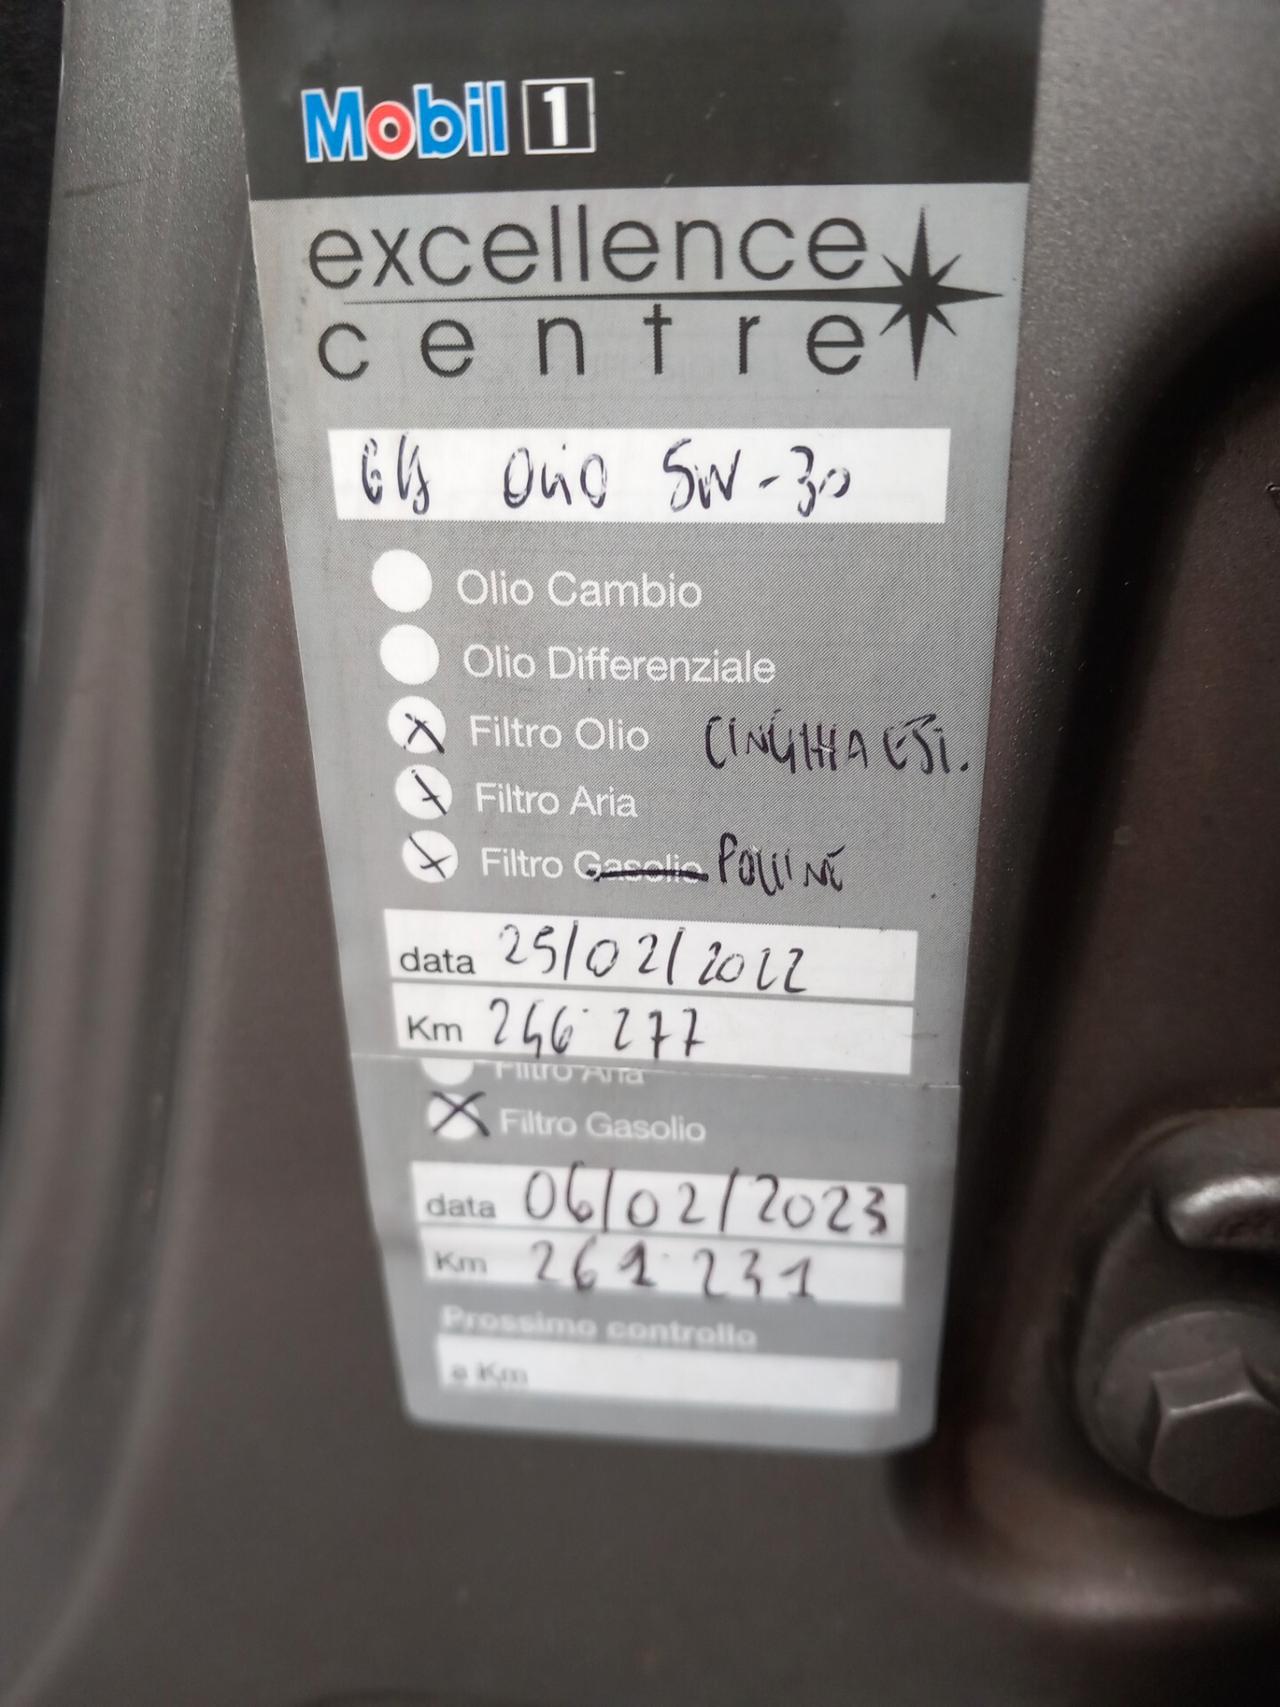 Mobil 1
excellence
centre
Olio 5W-30
Olio Cambio
Olio Differenziale
Filtro Olio CINGHIA EST.
Filtro Aria
Filtro Gasolio POLLINE
data 25/02/2022
Km 246 277
Filtro Aria
Filtro Gasolio
data 06/02/2023
Km 261 231
Prossimo controllo
a Km